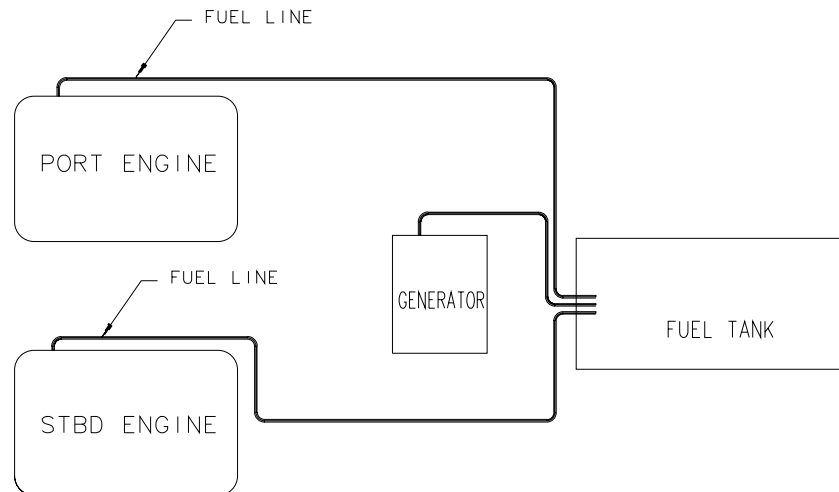 FUEL LINE
PORT ENGINE
FUEL LINE
GENERATOR
FUEL TANK
STBD ENGINE